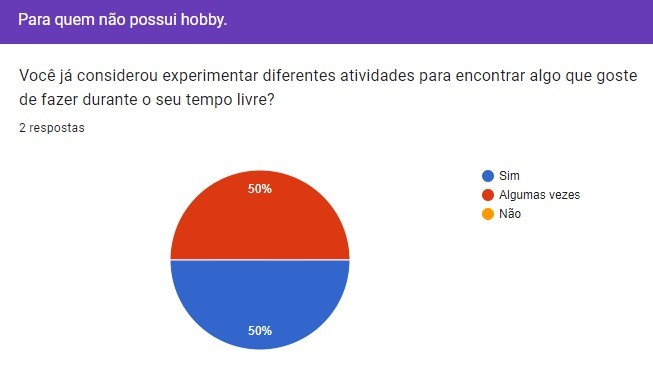 Para quem não possui hobby.
Você já considerou experimentar diferentes atividades para encontrar algo que goste
de fazer durante o seu tempo livre?
2 respostas
50%
50%
Sim
Algumas vezes
Não